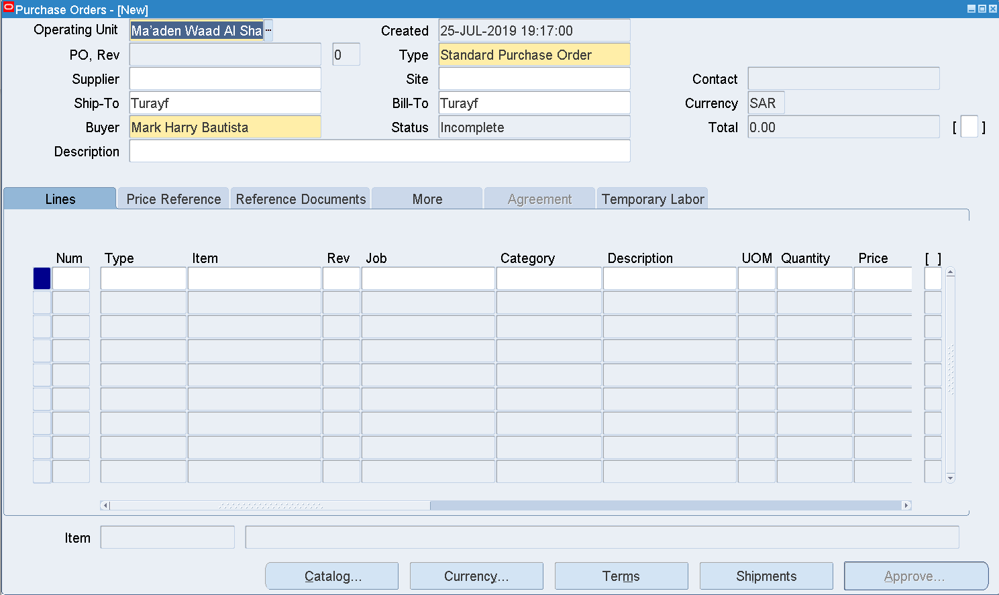 Purchase Orders - [New]
Operating Unit Ma'aden Waad Al Sha ... Created 25-JUL-2019 19:17:00
PO, Rev 0 Type Standard Purchase Order
Supplier Site Contact
Ship-To Turayf Bill-To Turayf Currency SAR
Buyer Mark Harry Bautista Status Incomplete Total 0.00 [ ]
Description
Lines Price Reference Reference Documents More Agreement Temporary Labor
Num Type Item Rev Job Category Description UOM Quantity Price [ ]
Item
Catalog... Currency... Terms Shipments Approve...